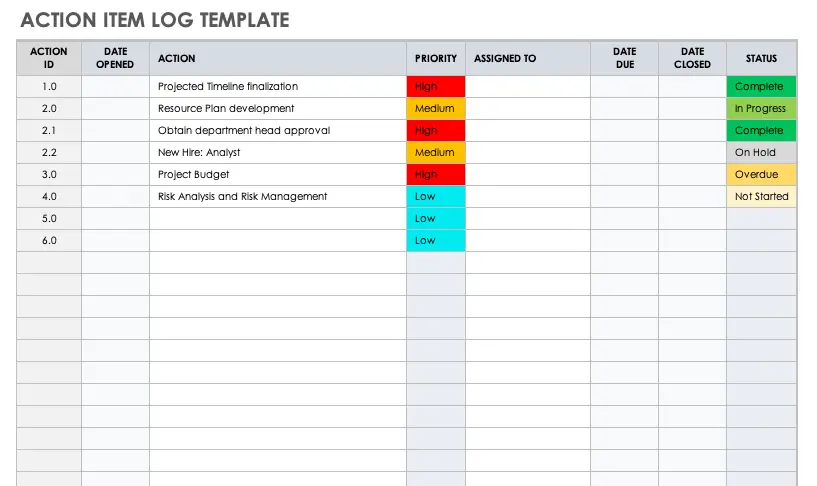 ACTION ITEM LOG TEMPLATE
ACTION ID DATE OPENED ACTION PRIORITY ASSIGNED TO DATE DUE DATE CLOSED STATUS
1.0 Projected Timeline finalization High Complete
2.0 Resource Plan development Medium In Progress
2.1 Obtain department head approval High Complete
2.2 New Hire: Analyst Medium On Hold
3.0 Project Budget High Overdue
4.0 Risk Analysis and Risk Management Low Not Started
5.0 Low
6.0 Low